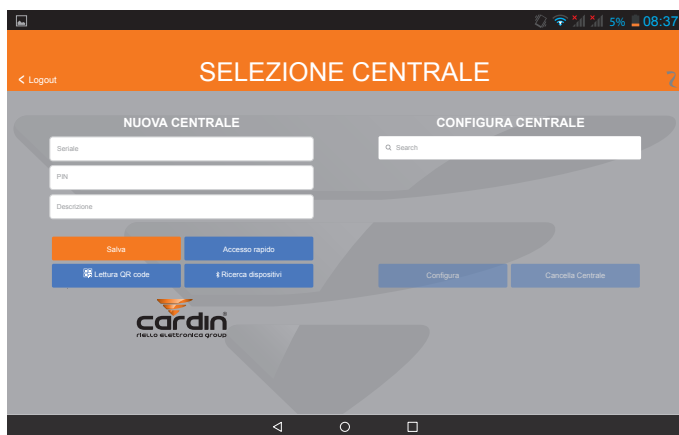 5% 08:37
Logout
SELEZIONE CENTRALE
NUOVA CENTRALE
Seriale
PIN
Descrizione
Salva
Accesso rapido
Lettura QR code
Ricerca dispositivi
cardin
riello elettronica group
CONFIGURA CENTRALE
Search
Configura
Cancella Centrale